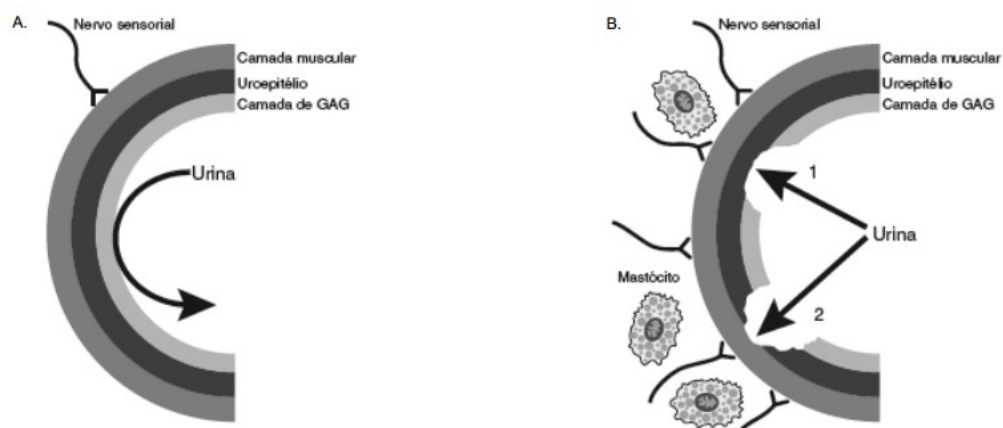 A.
Nervo sensorial
Camada muscular
Uroepitélio
Camada de GAG
Urina
B.
Nervo sensorial
Camada muscular
Uroepitélio
Camada de GAG
1
Urina
Mastócito
2